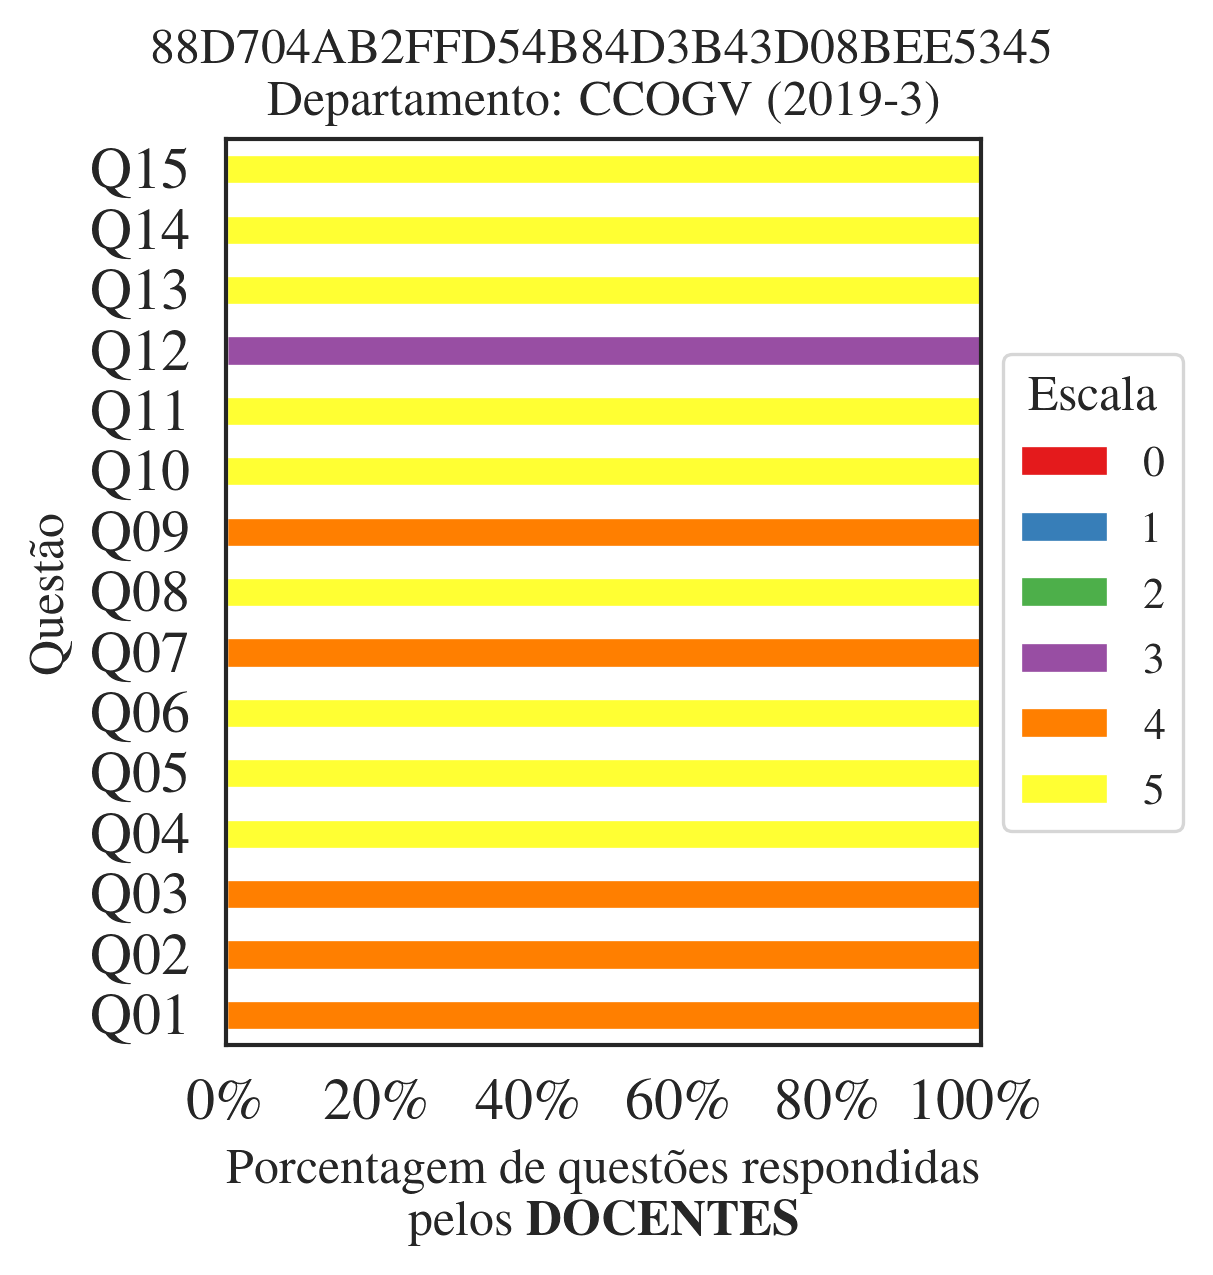 88D704AB2FFD54B84D3B43D08BEE5345
Departamento: CCOGV (2019-3)
Q15
Q14
Q13
Q12
Q11
Q10
Q09
Q08
Q07
Q06
Q05
Q04
Q03
Q02
Q01
Questão
0% 20% 40% 60% 80% 100%
Porcentagem de questões respondidas
pelos DOCENTES
Escala
0
1
2
3
4
5